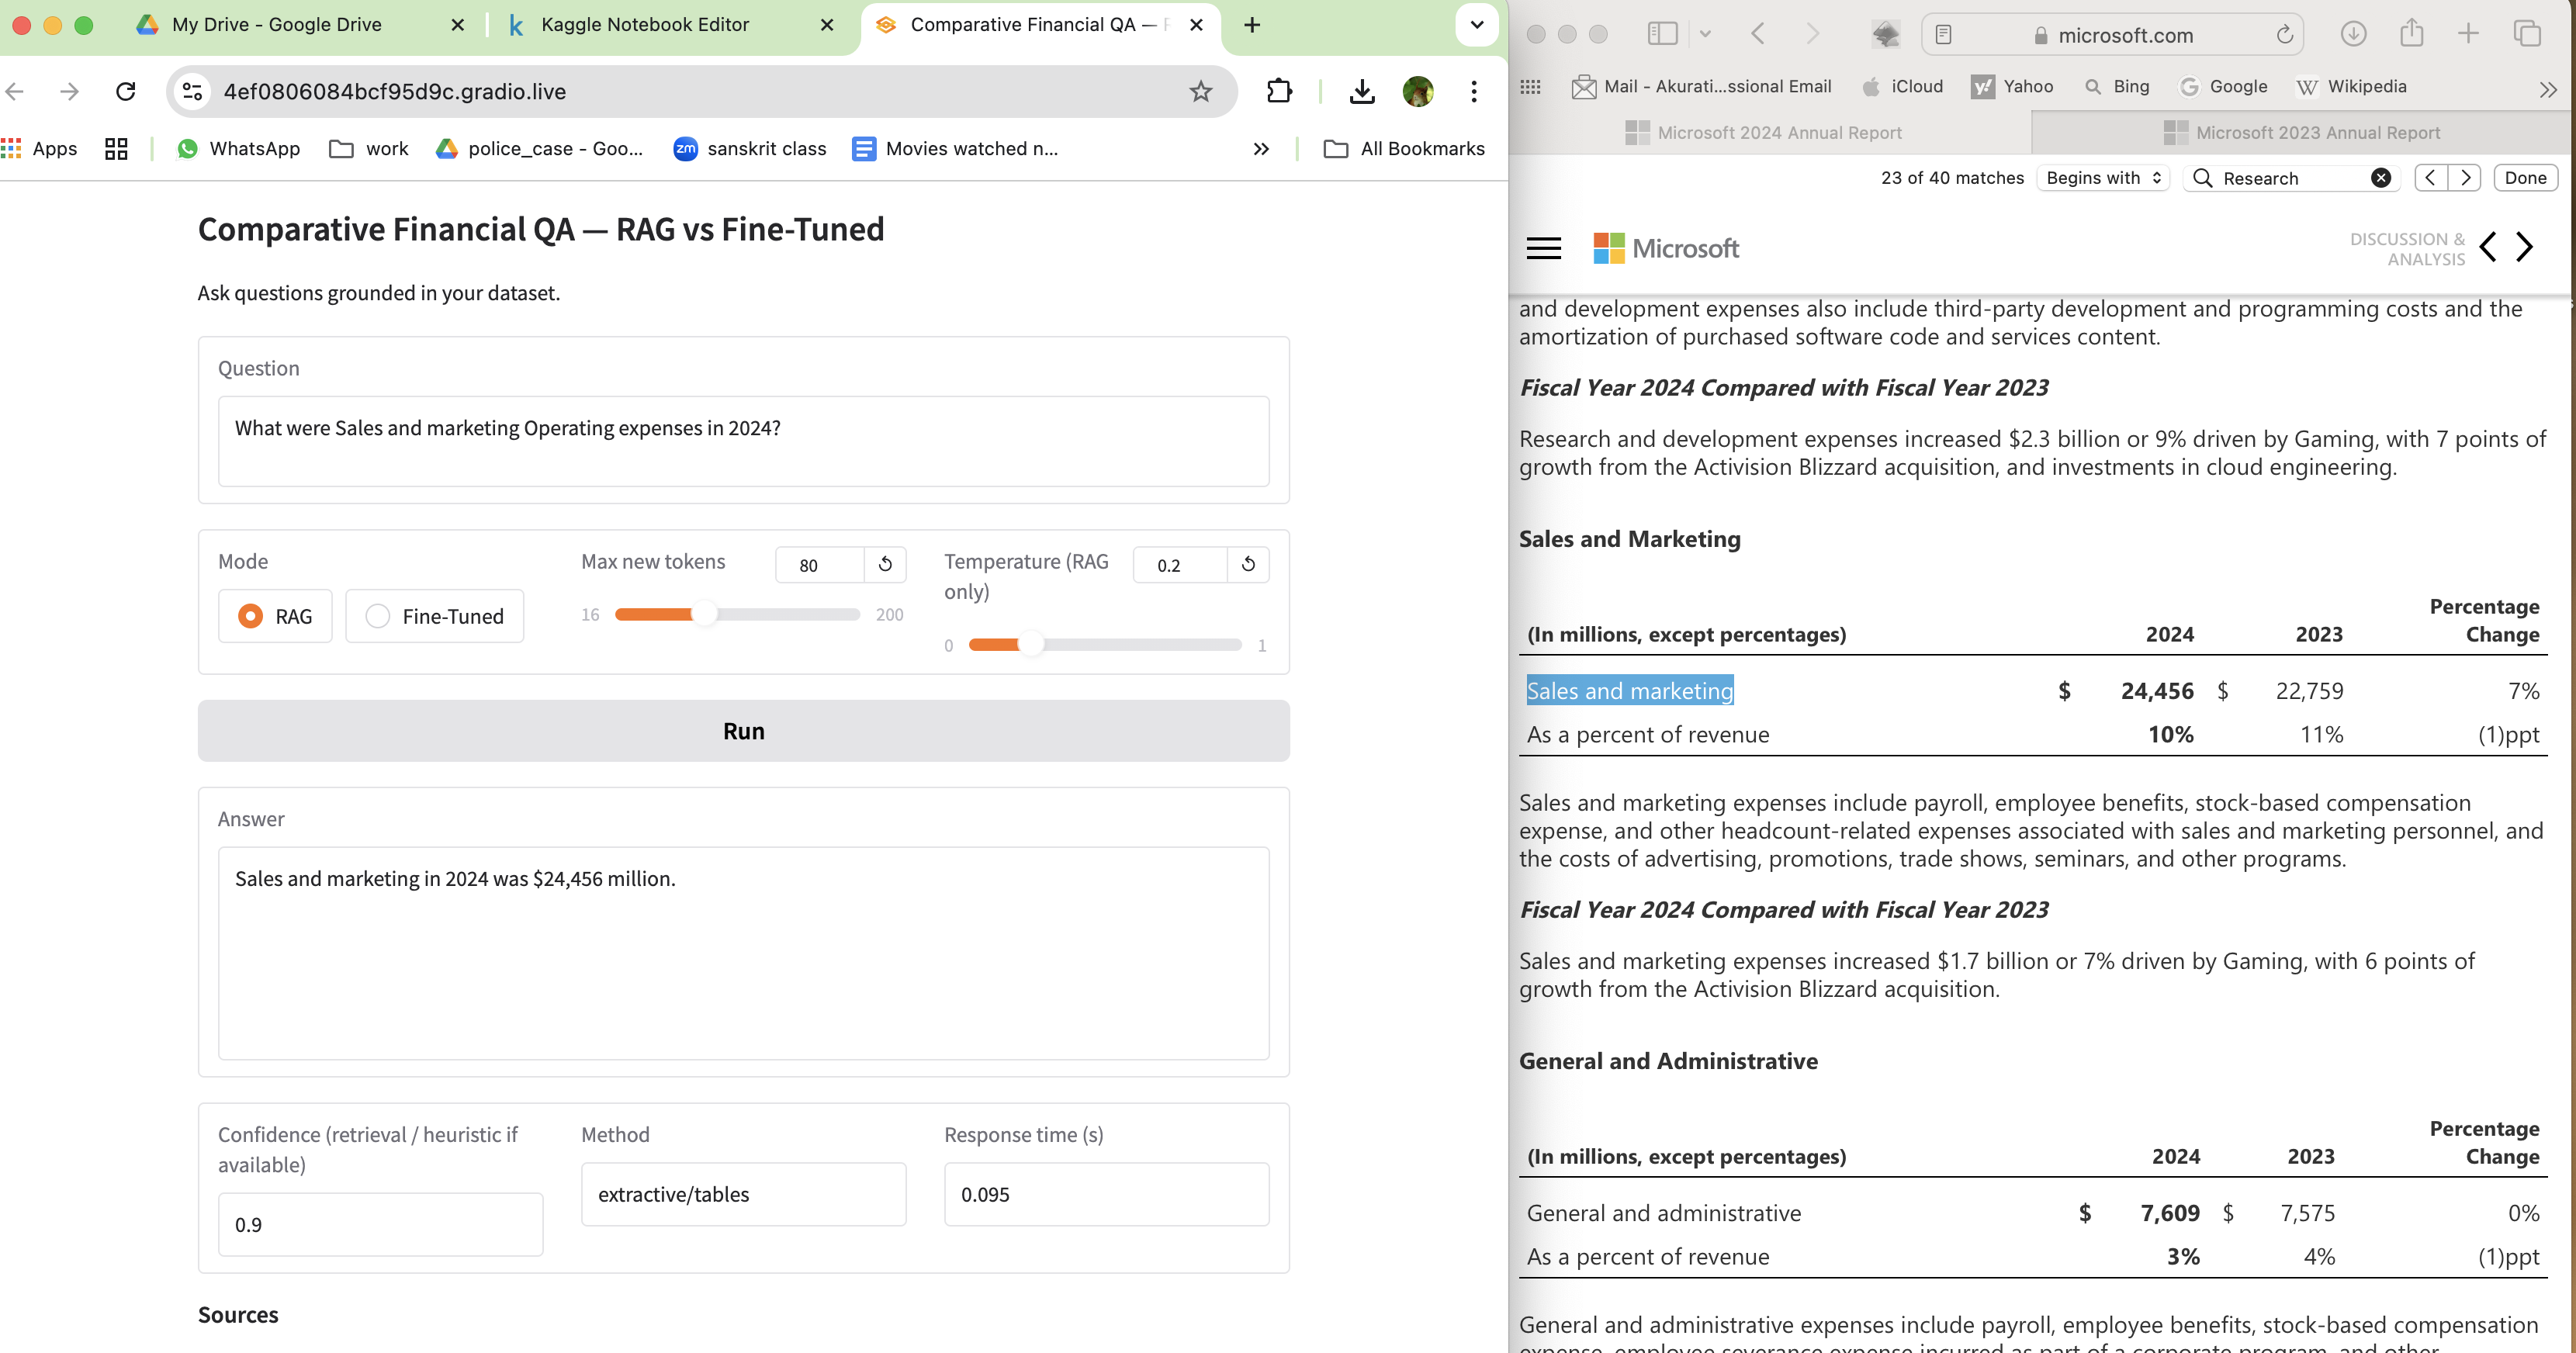 My Drive - Google Drive
Kaggle Notebook Editor
Comparative Financial QA —
4ef0806084bcf95d9c.gradio.live
Apps
WhatsApp
work
police_case - Goo...
sanskrit class
Movies watched n...
All Bookmarks
Comparative Financial QA — RAG vs Fine-Tuned
Ask questions grounded in your dataset.
Question
What were Sales and marketing Operating expenses in 2024?
Mode
RAG
Fine-Tuned
Max new tokens
80
16
200
Temperature (RAG
only)
0.2
0
1
Run
Answer
Sales and marketing in 2024 was $24,456 million.
Confidence (retrieval / heuristic if
available)
0.9
Method
extractive/tables
Response time (s)
0.095
Sources
microsoft.com
Mail - Akurati...ssional Email
iCloud
Yahoo
Bing
Google
Wikipedia
Microsoft 2024 Annual Report
Microsoft 2023 Annual Report
23 of 40 matches
Begins with
Research
Done
Microsoft
DISCUSSION &
ANALYSIS
and development expenses also include third-party development and programming costs and the
amortization of purchased software code and services content.
Fiscal Year 2024 Compared with Fiscal Year 2023
Research and development expenses increased $2.3 billion or 9% driven by Gaming, with 7 points of
growth from the Activision Blizzard acquisition, and investments in cloud engineering.
Sales and Marketing
Percentage
(In millions, except percentages) 2024 2023 Change
Sales and marketing $ 24,456 $ 22,759 7%
As a percent of revenue 10% 11% (1)ppt
Sales and marketing expenses include payroll, employee benefits, stock-based compensation
expense, and other headcount-related expenses associated with sales and marketing personnel, and
the costs of advertising, promotions, trade shows, seminars, and other programs.
Fiscal Year 2024 Compared with Fiscal Year 2023
Sales and marketing expenses increased $1.7 billion or 7% driven by Gaming, with 6 points of
growth from the Activision Blizzard acquisition.
General and Administrative
Percentage
(In millions, except percentages) 2024 2023 Change
General and administrative $ 7,609 $ 7,575 0%
As a percent of revenue 3% 4% (1)ppt
General and administrative expenses include payroll, employee benefits, stock-based compensation
expense, employee severance expense incurred as part of a corporate program, and other